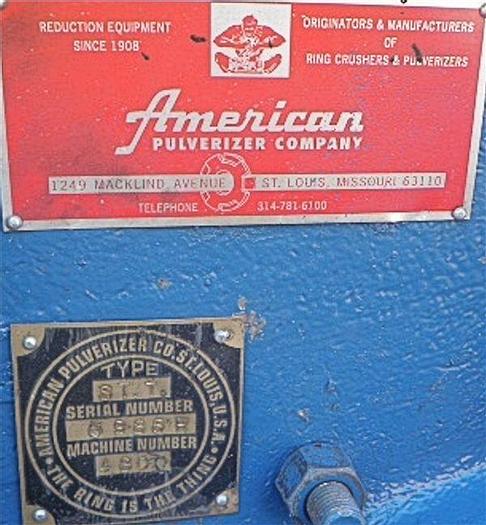 REDUCTION EQUIPMENT
SINCE 1908
ORIGINATORS & MANUFACTURERS
OF
RING CRUSHERS & PULVERIZERS
American
PULVERIZER COMPANY
1249 MACKLIND AVENUE ST. LOUIS, MISSOURI 63110
TELEPHONE 314-781-6100
AMERICAN PULVERIZER CO. ST. LOUIS, U.S.A.
TYPE
SERIAL NUMBER
MACHINE NUMBER
THE RING IS THE THING